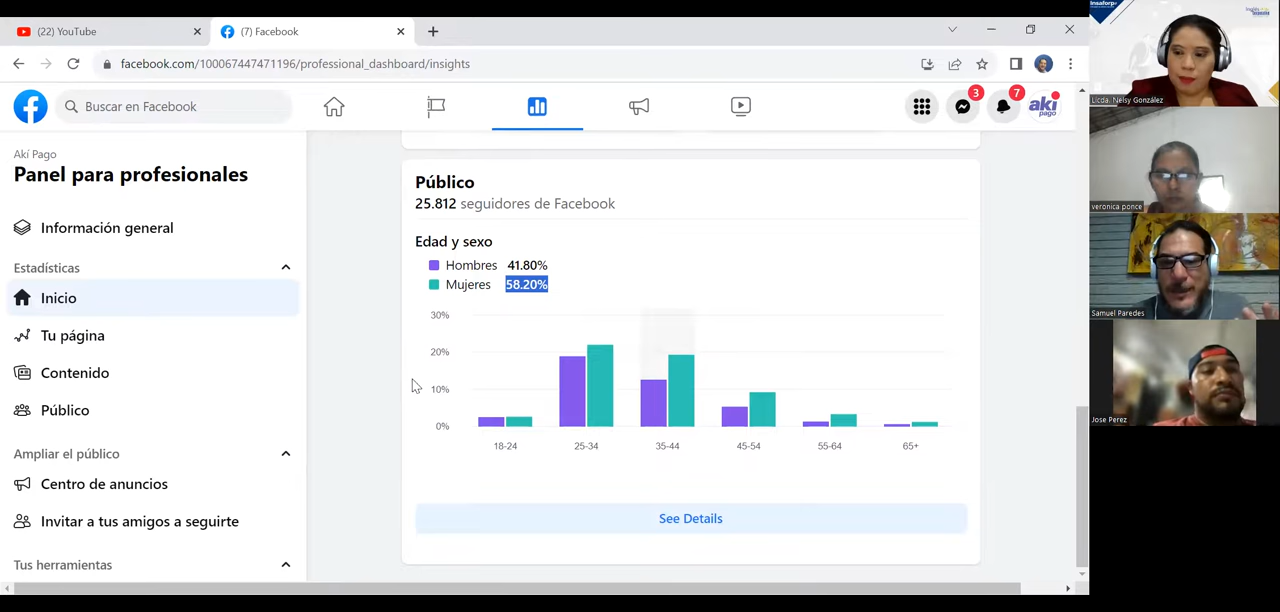 (22) YouTube
(7) Facebook
facebook.com/100067447471196/professional_dashboard/insights
Buscar en Facebook
3
7
aki
pago
Akí Pago
Panel para profesionales
Información general
Estadísticas
Inicio
Tu página
Contenido
Público
Ampliar el público
Centro de anuncios
Invitar a tus amigos a seguirte
Tus herramientas
Público
25.812 seguidores de Facebook
Edad y sexo
Hombres 41.80%
Mujeres 58.20%
30%
20%
10%
0%
18-24
25-34
35-44
45-54
55-64
65+
See Details
Insaforp
Licda. Nelsy González
veronica ponce
Samuel Paredes
Jose Perez